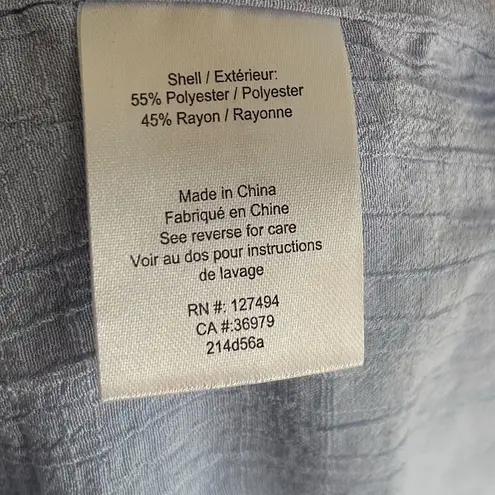 Shell / Extérieur:
55% Polyester / Polyester
45% Rayon / Rayonne
Made in China
Fabriqué en Chine
See reverse for care
Voir au dos pour instructions
de lavage
RN #: 127494
CA #:36979
214d56a